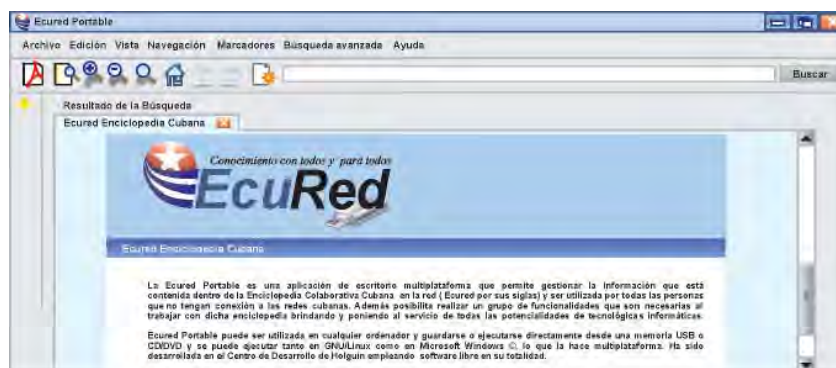 Ecured Portable
Archivo Edición Vista Navegación Marcadores Búsqueda avanzada Ayuda
Buscar
Resultado de la Búsqueda
Ecured Enciclopedia Cubana
Conocimiento con todos y para todos
EcuRed
Ecured Enciclopedia Cubana
La Ecured Portable es una aplicación de escritorio multiplataforma que permite gestionar la información que está
contenida dentro de la Enciclopedia Colaborativa Cubana en la red ( Ecured por sus siglas) y ser utilizada por todas las personas
que no tengan conexión a las redes cubanas. Además posibilita realizar un grupo de funcionalidades que son necesarias al
trabajar con dicha enciclopedia brindando y poniendo al servicio de todas las potencialidades de tecnológicas informáticas.
Ecured Portable puede ser utilizada en cualquier ordenador y guardarse o ejecutarse directamente desde una memoria USB o
CD/DVD y se puede ejecutar tanto en GNU/Linux como en Microsoft Windows ©, lo que la hace multiplataforma. Ha sido
desarrollada en el Centro de Desarrollo de Holguín empleando software libre en su totalidad.